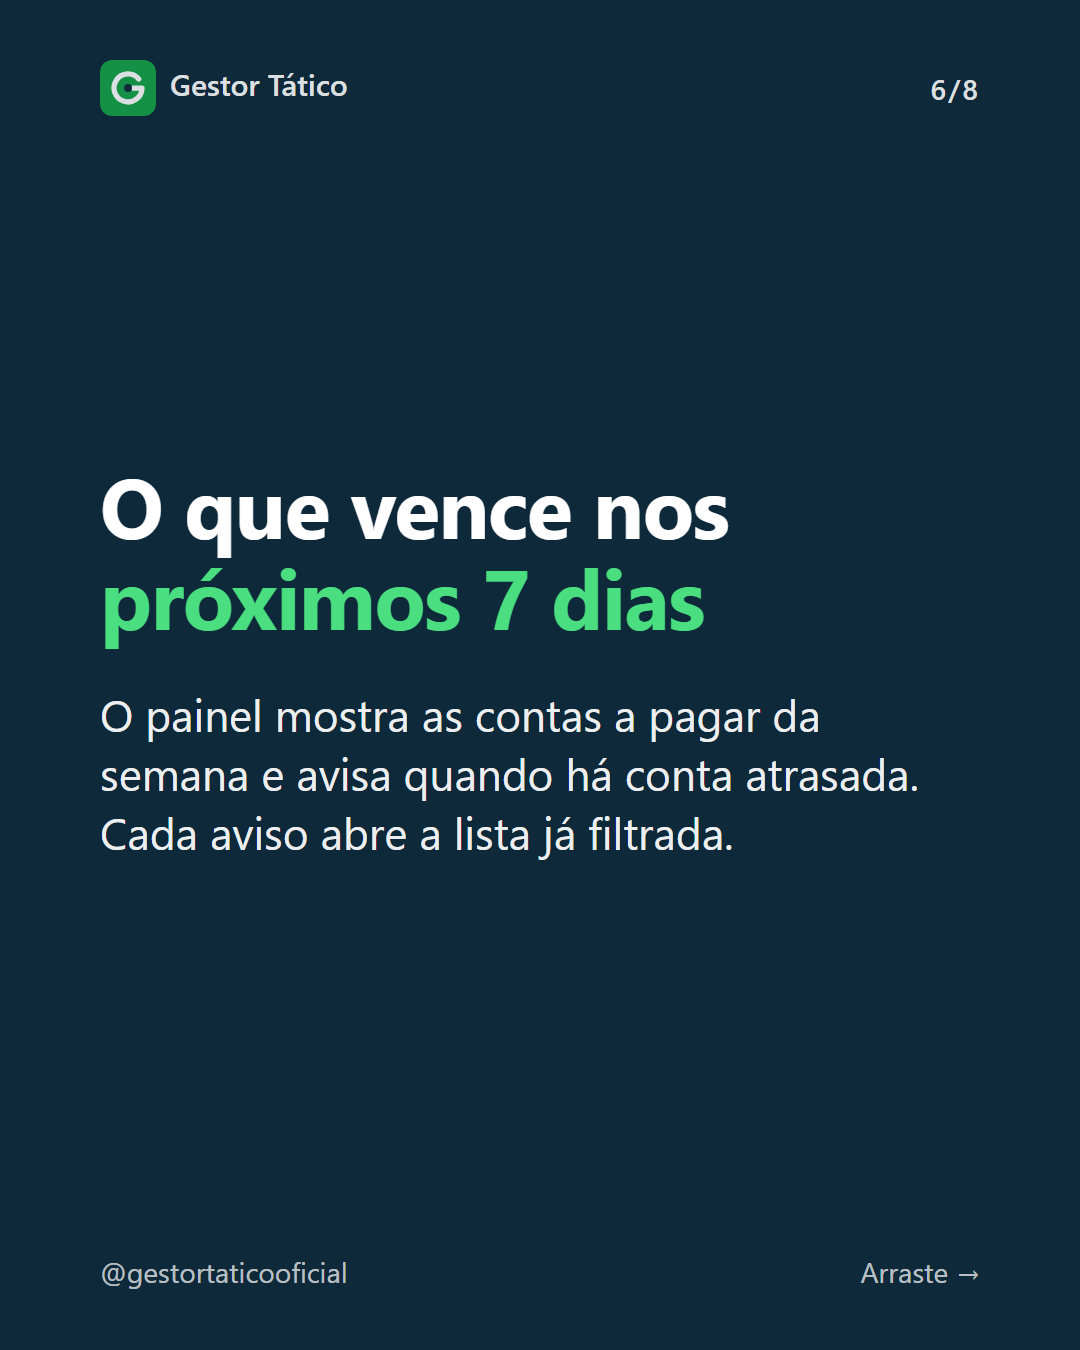 Gestor Tático
6/8
O que vence nos
próximos 7 dias
O painel mostra as contas a pagar da
semana e avisa quando há conta atrasada.
Cada aviso abre a lista já filtrada.
@gestortaticooficial
Arraste →